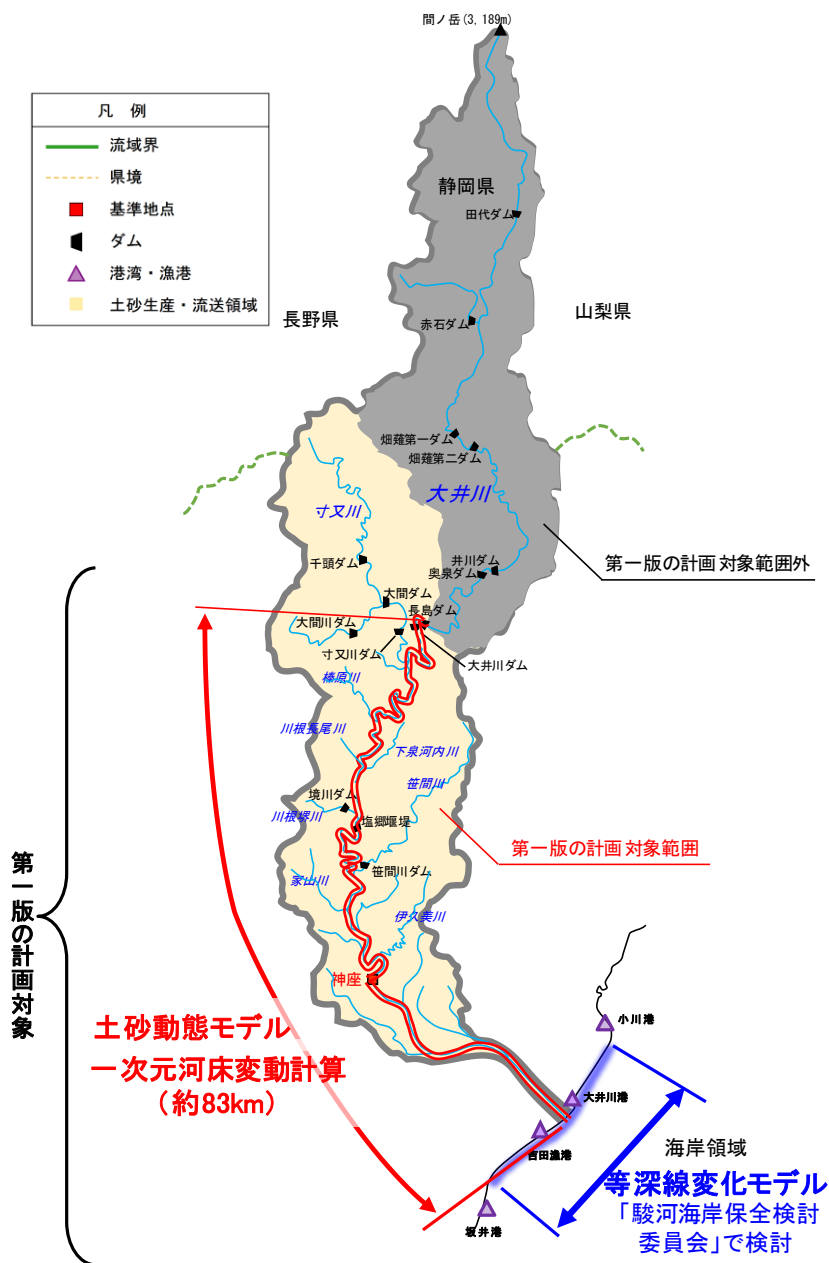 間ノ岳(3,189m)
凡 例
流域界
県境
基準地点
ダム
港湾・漁港
土砂生産・流送領域
静岡県
田代ダム
長野県
山梨県
赤石ダム
畑薙第一ダム
畑薙第二ダム
大井川
寸又川
井川ダム
奥泉ダム
第一版の計画対象範囲外
千頭ダム
大間ダム
長島ダム
大間川ダム
寸又川ダム
大井川ダム
榛原川
川根長尾川
下泉河内川
笹間川
境川ダム
川根堺川
塩郷堰堤
第一版の計画対象範囲
笹間川ダム
家山川
伊久美川
第一版の計画対象
神座
土砂動態モデル
一次元河床変動計算
(約83km)
小川港
大井川港
吉田漁港
坂井港
海岸領域
等深線変化モデル
「駿河海岸保全検討
委員会」で検討